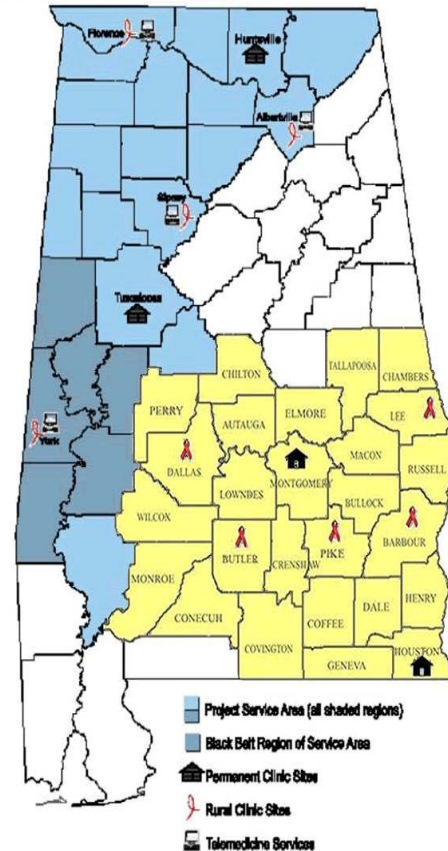 Florence
Huntsville
Albertville
Sipsey
Tuscaloosa
York
CHILTON
TALLAPOOSA
CHAMBERS
PERRY
AUTAUGA
ELMORE
LEE
DALLAS
MACON
RUSSELL
LOWNDES
MONTGOMERY
BULLOCK
WILCOX
BUTLER
CRENSHAW
PIKE
BARBOUR
MONROE
CONECUH
COFFEE
DALE
HENRY
COVINGTON
GENEVA
HOUSTON
Project Service Area (all shaded regions)
Black Belt Region of Service Area
Permanent Clinic Sites
Rural Clinic Sites
Telemedicine Services